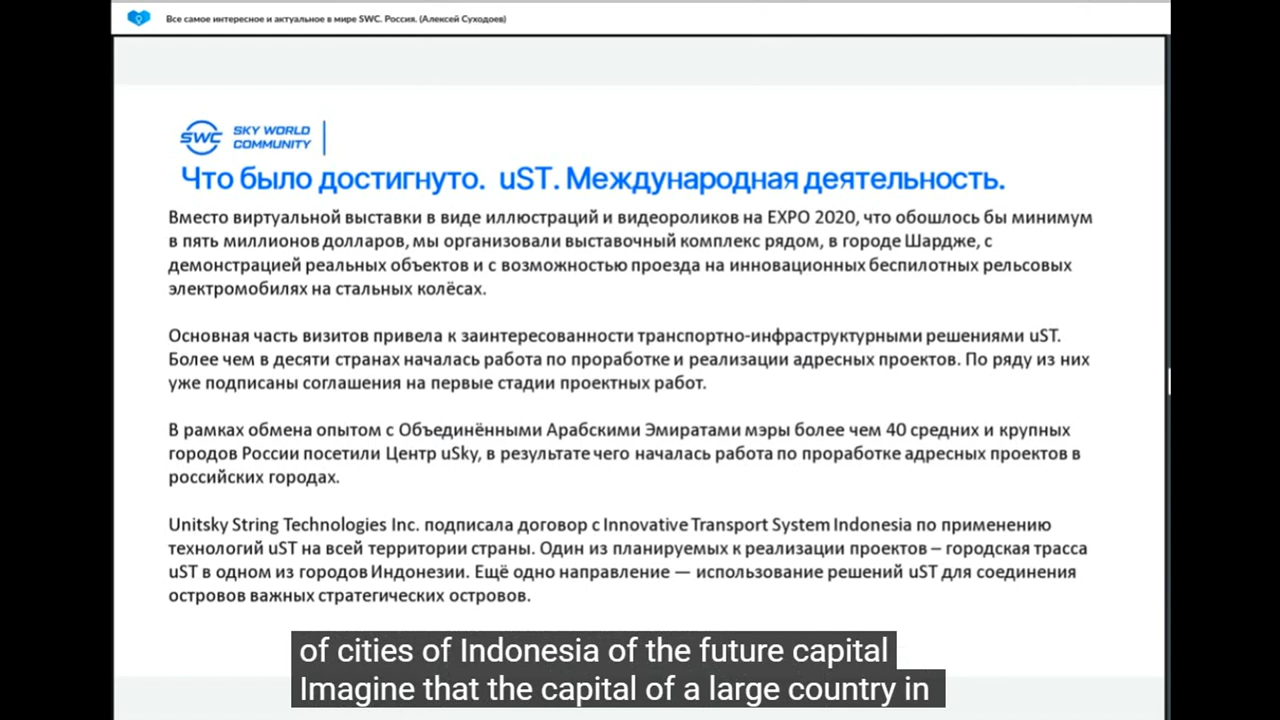 Все самое интересное и актуальное в мире SWC. Россия. (Алексей Суходоев)
SWC
SKY WORLD
COMMUNITY
Что было достигнуто. uST. Международная деятельность.
Вместо виртуальной выставки в виде иллюстраций и видеороликов на EXPO 2020, что обошлось бы минимум
в пять миллионов долларов, мы организовали выставочный комплекс рядом, в городе Шардже, с
демонстрацией реальных объектов и с возможностью проезда на инновационных беспилотных рельсовых
электромобилях на стальных колёсах.
Основная часть визитов привела к заинтересованности транспортно-инфраструктурными решениями uST.
Более чем в десяти странах началась работа по проработке и реализации адресных проектов. По ряду из них
уже подписаны соглашения на первые стадии проектных работ.
В рамках обмена опытом с Объединёнными Арабскими Эмиратами мэры более чем 40 средних и крупных
городов России посетили Центр uSky, в результате чего началась работа по проработке адресных проектов в
российских городах.
Unitsky String Technologies Inc. подписала договор с Innovative Transport System Indonesia по применению
технологий uST на всей территории страны. Один из планируемых к реализации проектов – городская трасса
uST в одном из городов Индонезии. Ещё одно направление — использование решений uST для соединения
островов важных стратегических островов.
of cities of Indonesia of the future capital
Imagine that the capital of a large country in